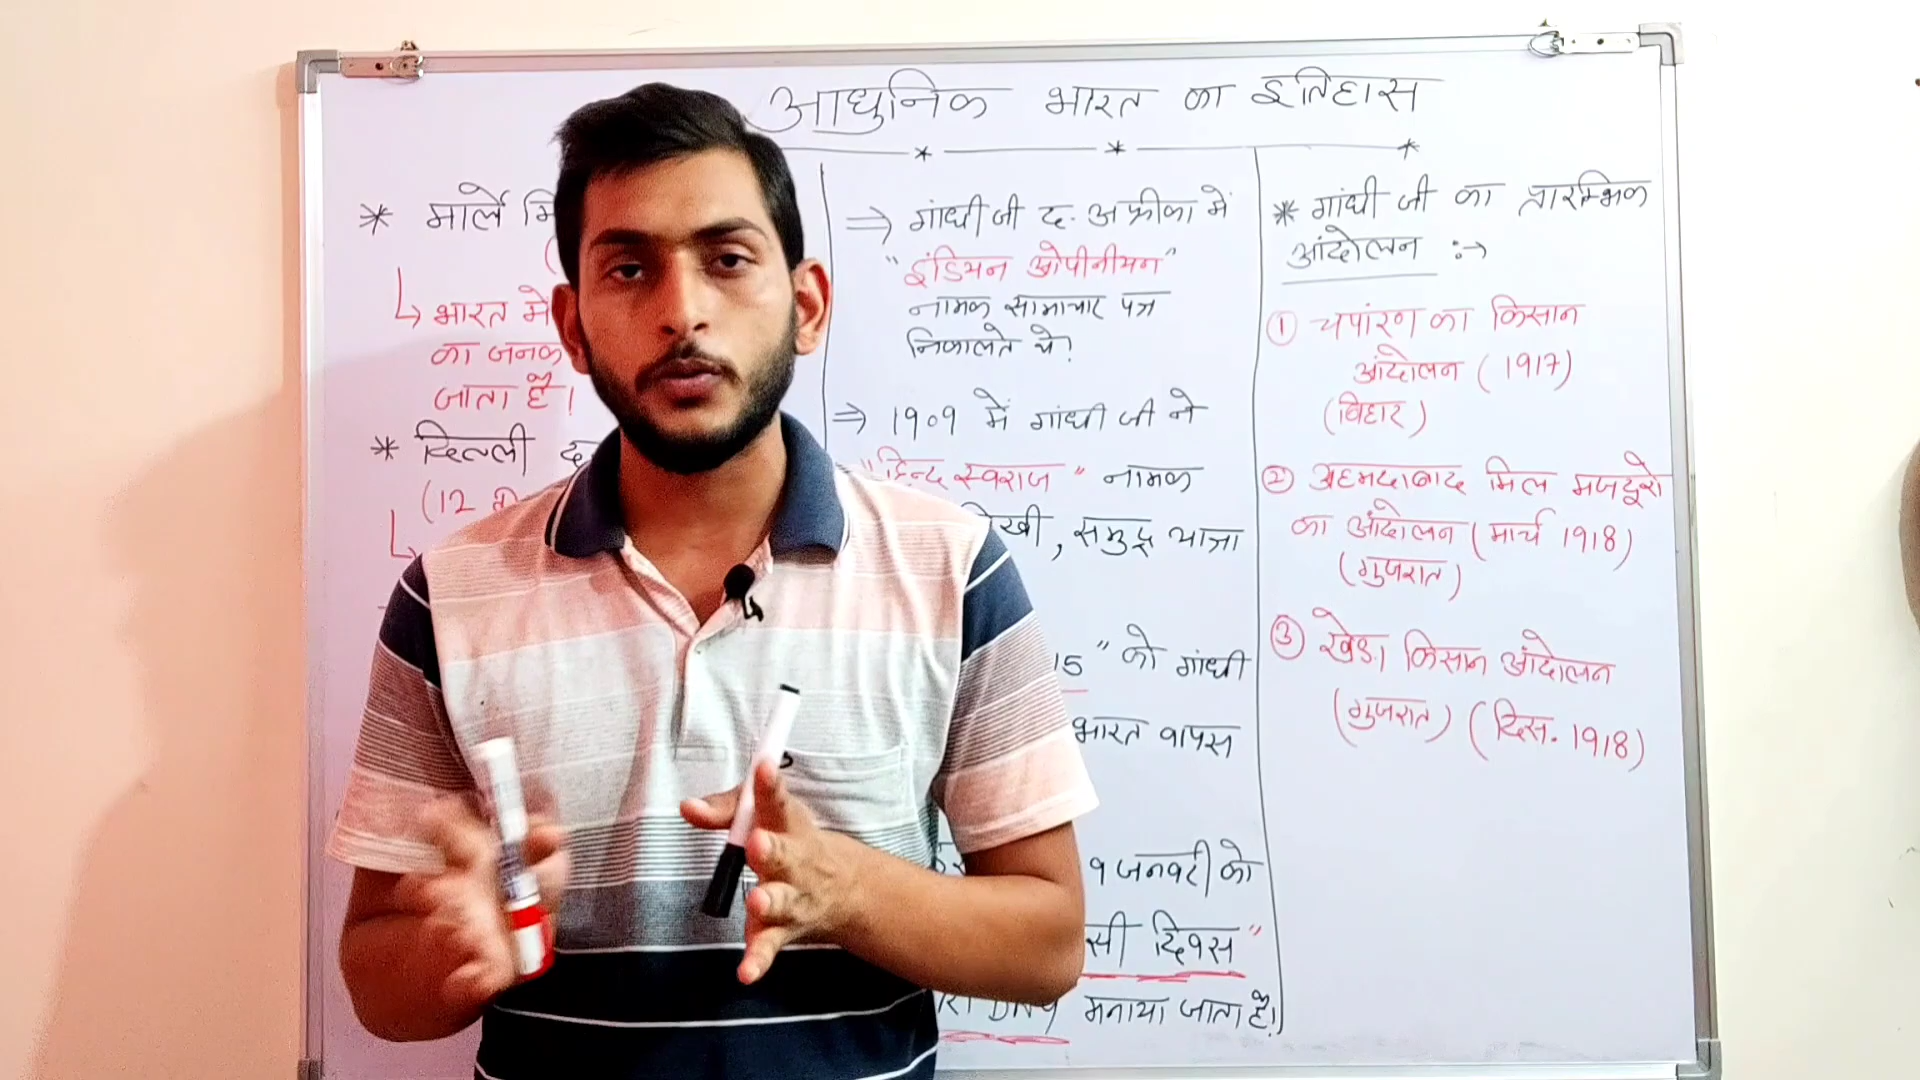 आधुनिक भारत का इतिहास
* मार्ले
↳ भारत में
का जनक
जाता है।
* दिल्ली
(12
⇒ गांधी जी द. अफ्रीका में
"इंडियन ओपीनीयन"
नामक सामाचार पत्र
निकालते थे।
⇒ 1909 में गांधी जी ने
"हिन्द स्वराज" नामक
, समुद्र यात्रा
15" को गांधी
भारत वापस
9 जनवरी को
दिवस"
मनाया जाता है।
* गांधी जी का प्रारम्भिक
आंदोलन :→
① चपांरण का किसान
आंदोलन (1917)
(बिहार)
② अहमदाबाद मिल मजदूरो
का आंदोलन (मार्च 1918)
(गुजरात)
③ खेड़ा किसान आंदोलन
(गुजरात) (दिस. 1918)